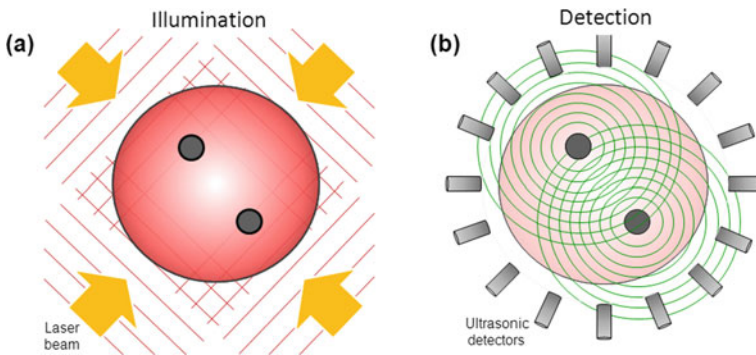 Illumination
(a)
Laser
beam
Detection
(b)
Ultrasonic
detectors